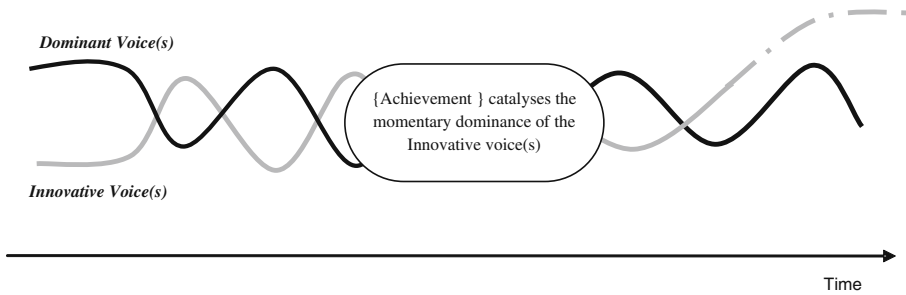 Dominant Voice(s)
{Achievement } catalyses the
momentary dominance of the
Innovative voice(s)
Innovative Voice(s)
Time